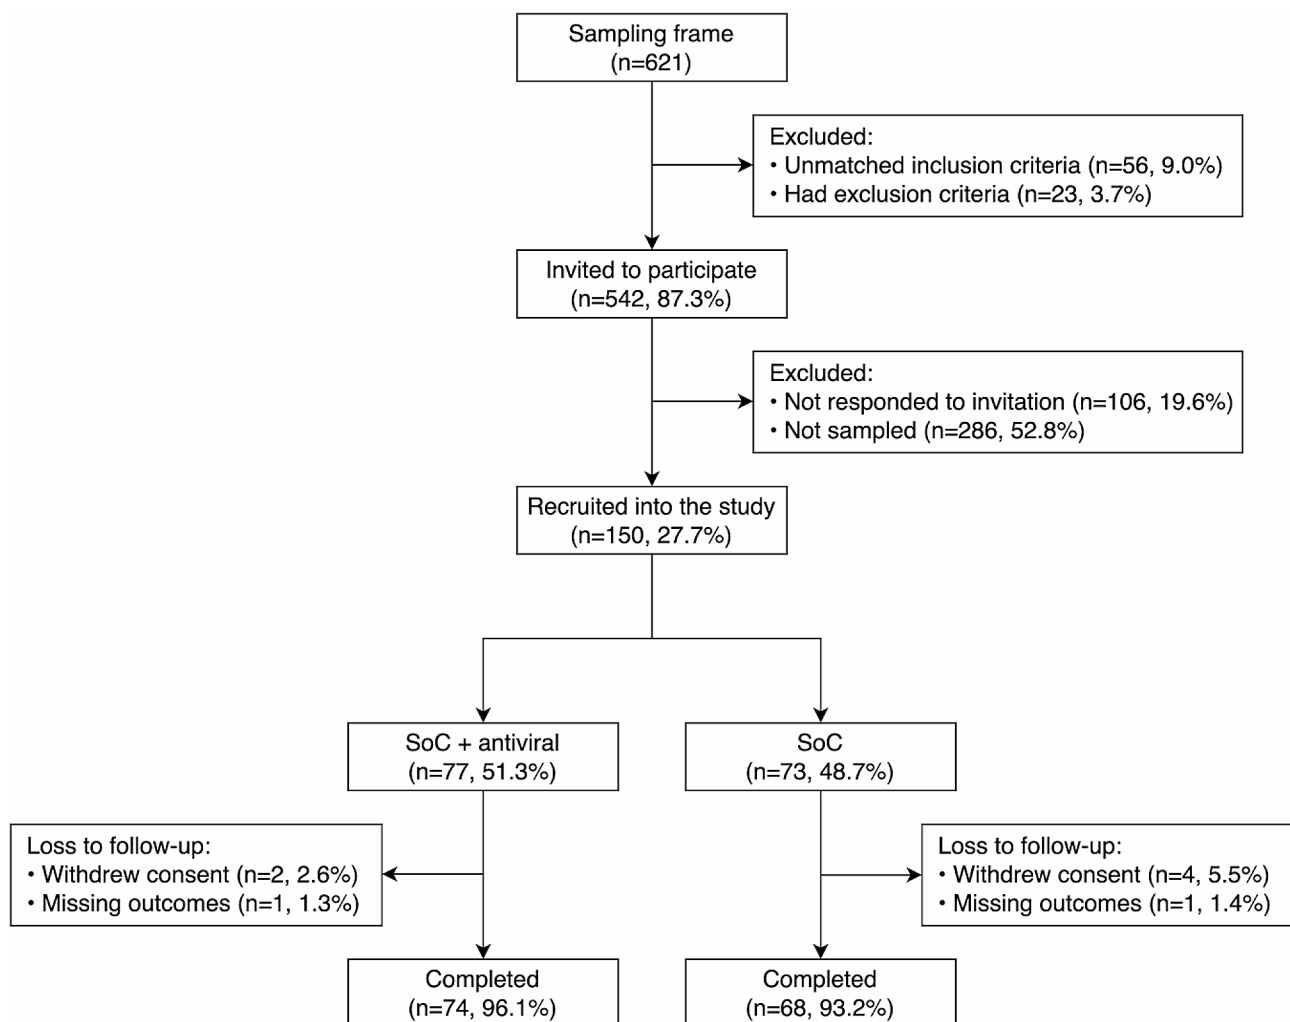 Sampling frame
(n=621)
Excluded:
• Unmatched inclusion criteria (n=56, 9.0%)
• Had exclusion criteria (n=23, 3.7%)
Invited to participate
(n=542, 87.3%)
Excluded:
• Not responded to invitation (n=106, 19.6%)
• Not sampled (n=286, 52.8%)
Recruited into the study
(n=150, 27.7%)
SoC + antiviral
(n=77, 51.3%)
SoC
(n=73, 48.7%)
Loss to follow-up:
• Withdrew consent (n=2, 2.6%)
• Missing outcomes (n=1, 1.3%)
Loss to follow-up:
• Withdrew consent (n=4, 5.5%)
• Missing outcomes (n=1, 1.4%)
Completed
(n=74, 96.1%)
Completed
(n=68, 93.2%)